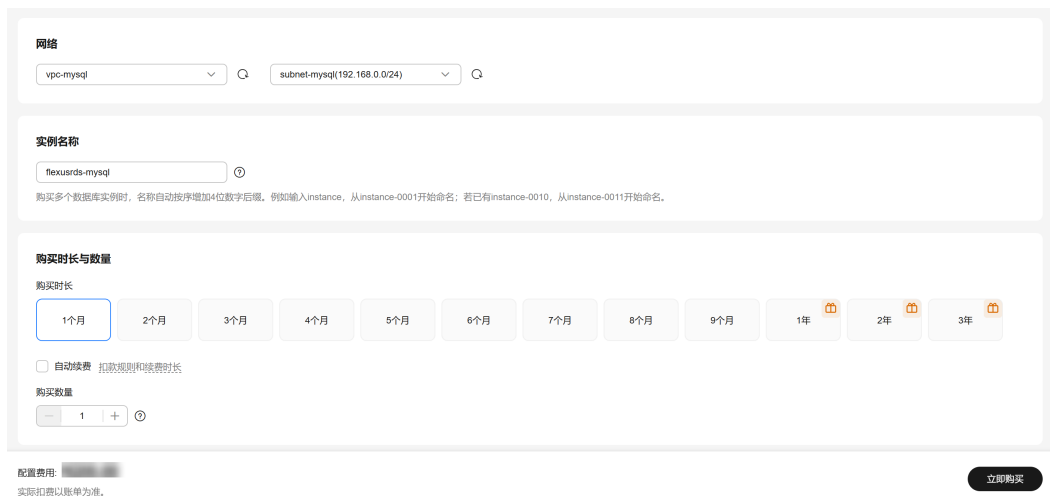 网络
vpc-mysql subnet-mysql(192.168.0.0/24)
实例名称
flexusrds-mysql
购买多个数据库实例时，名称自动按序增加4位数字后缀。例如输入instance，从instance-0001开始命名；若已有instance-0010，从instance-0011开始命名。
购买时长与数量
购买时长
1个月 2个月 3个月 4个月 5个月 6个月 7个月 8个月 9个月 1年 2年 3年
自动续费 扣款规则和续费时长
购买数量
1
配置费用:
立即购买
实际扣费以账单为准。